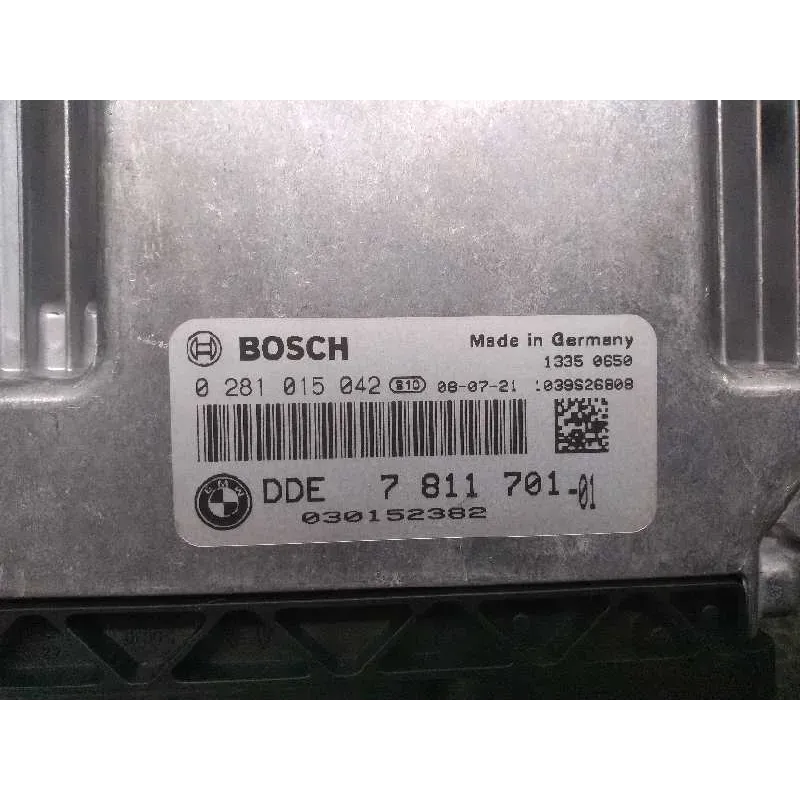 BOSCH
Made in Germany
1335 0650
0 281 015 042 S10 08-07-21 1039S26808
BMW DDE 7 811 701-01
030152382